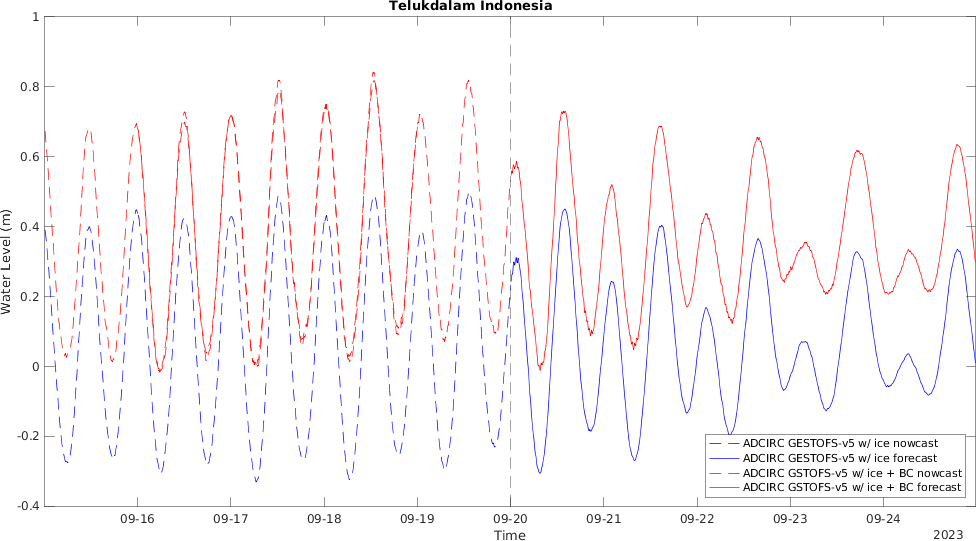 Telukdalam Indonesia
1
0.8
0.6
0.4
0.2
0
-0.2
-0.4
Water Level (m)
ADCIRC GESTOFS-v5 w/ ice nowcast
ADCIRC GESTOFS-v5 w/ ice forecast
ADCIRC GSTOFS-v5 w/ ice + BC nowcast
ADCIRC GSTOFS-v5 w/ ice + BC forecast
09-16 09-17 09-18 09-19 09-20 09-21 09-22 09-23 09-24
Time
2023